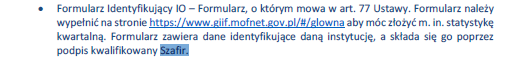 • Formularz Identyfikujący IO – Formularz, o którym mowa w art. 77 Ustawy. Formularz należy
wypełnić na stronie https://www.giif.mofnet.gov.pl/#/glowna aby móc złożyć m. in. statystykę
kwartalną. Formularz zawiera dane identyfikujące daną instytucję, a składa się go poprzez
podpis kwalifikowany Szafir.